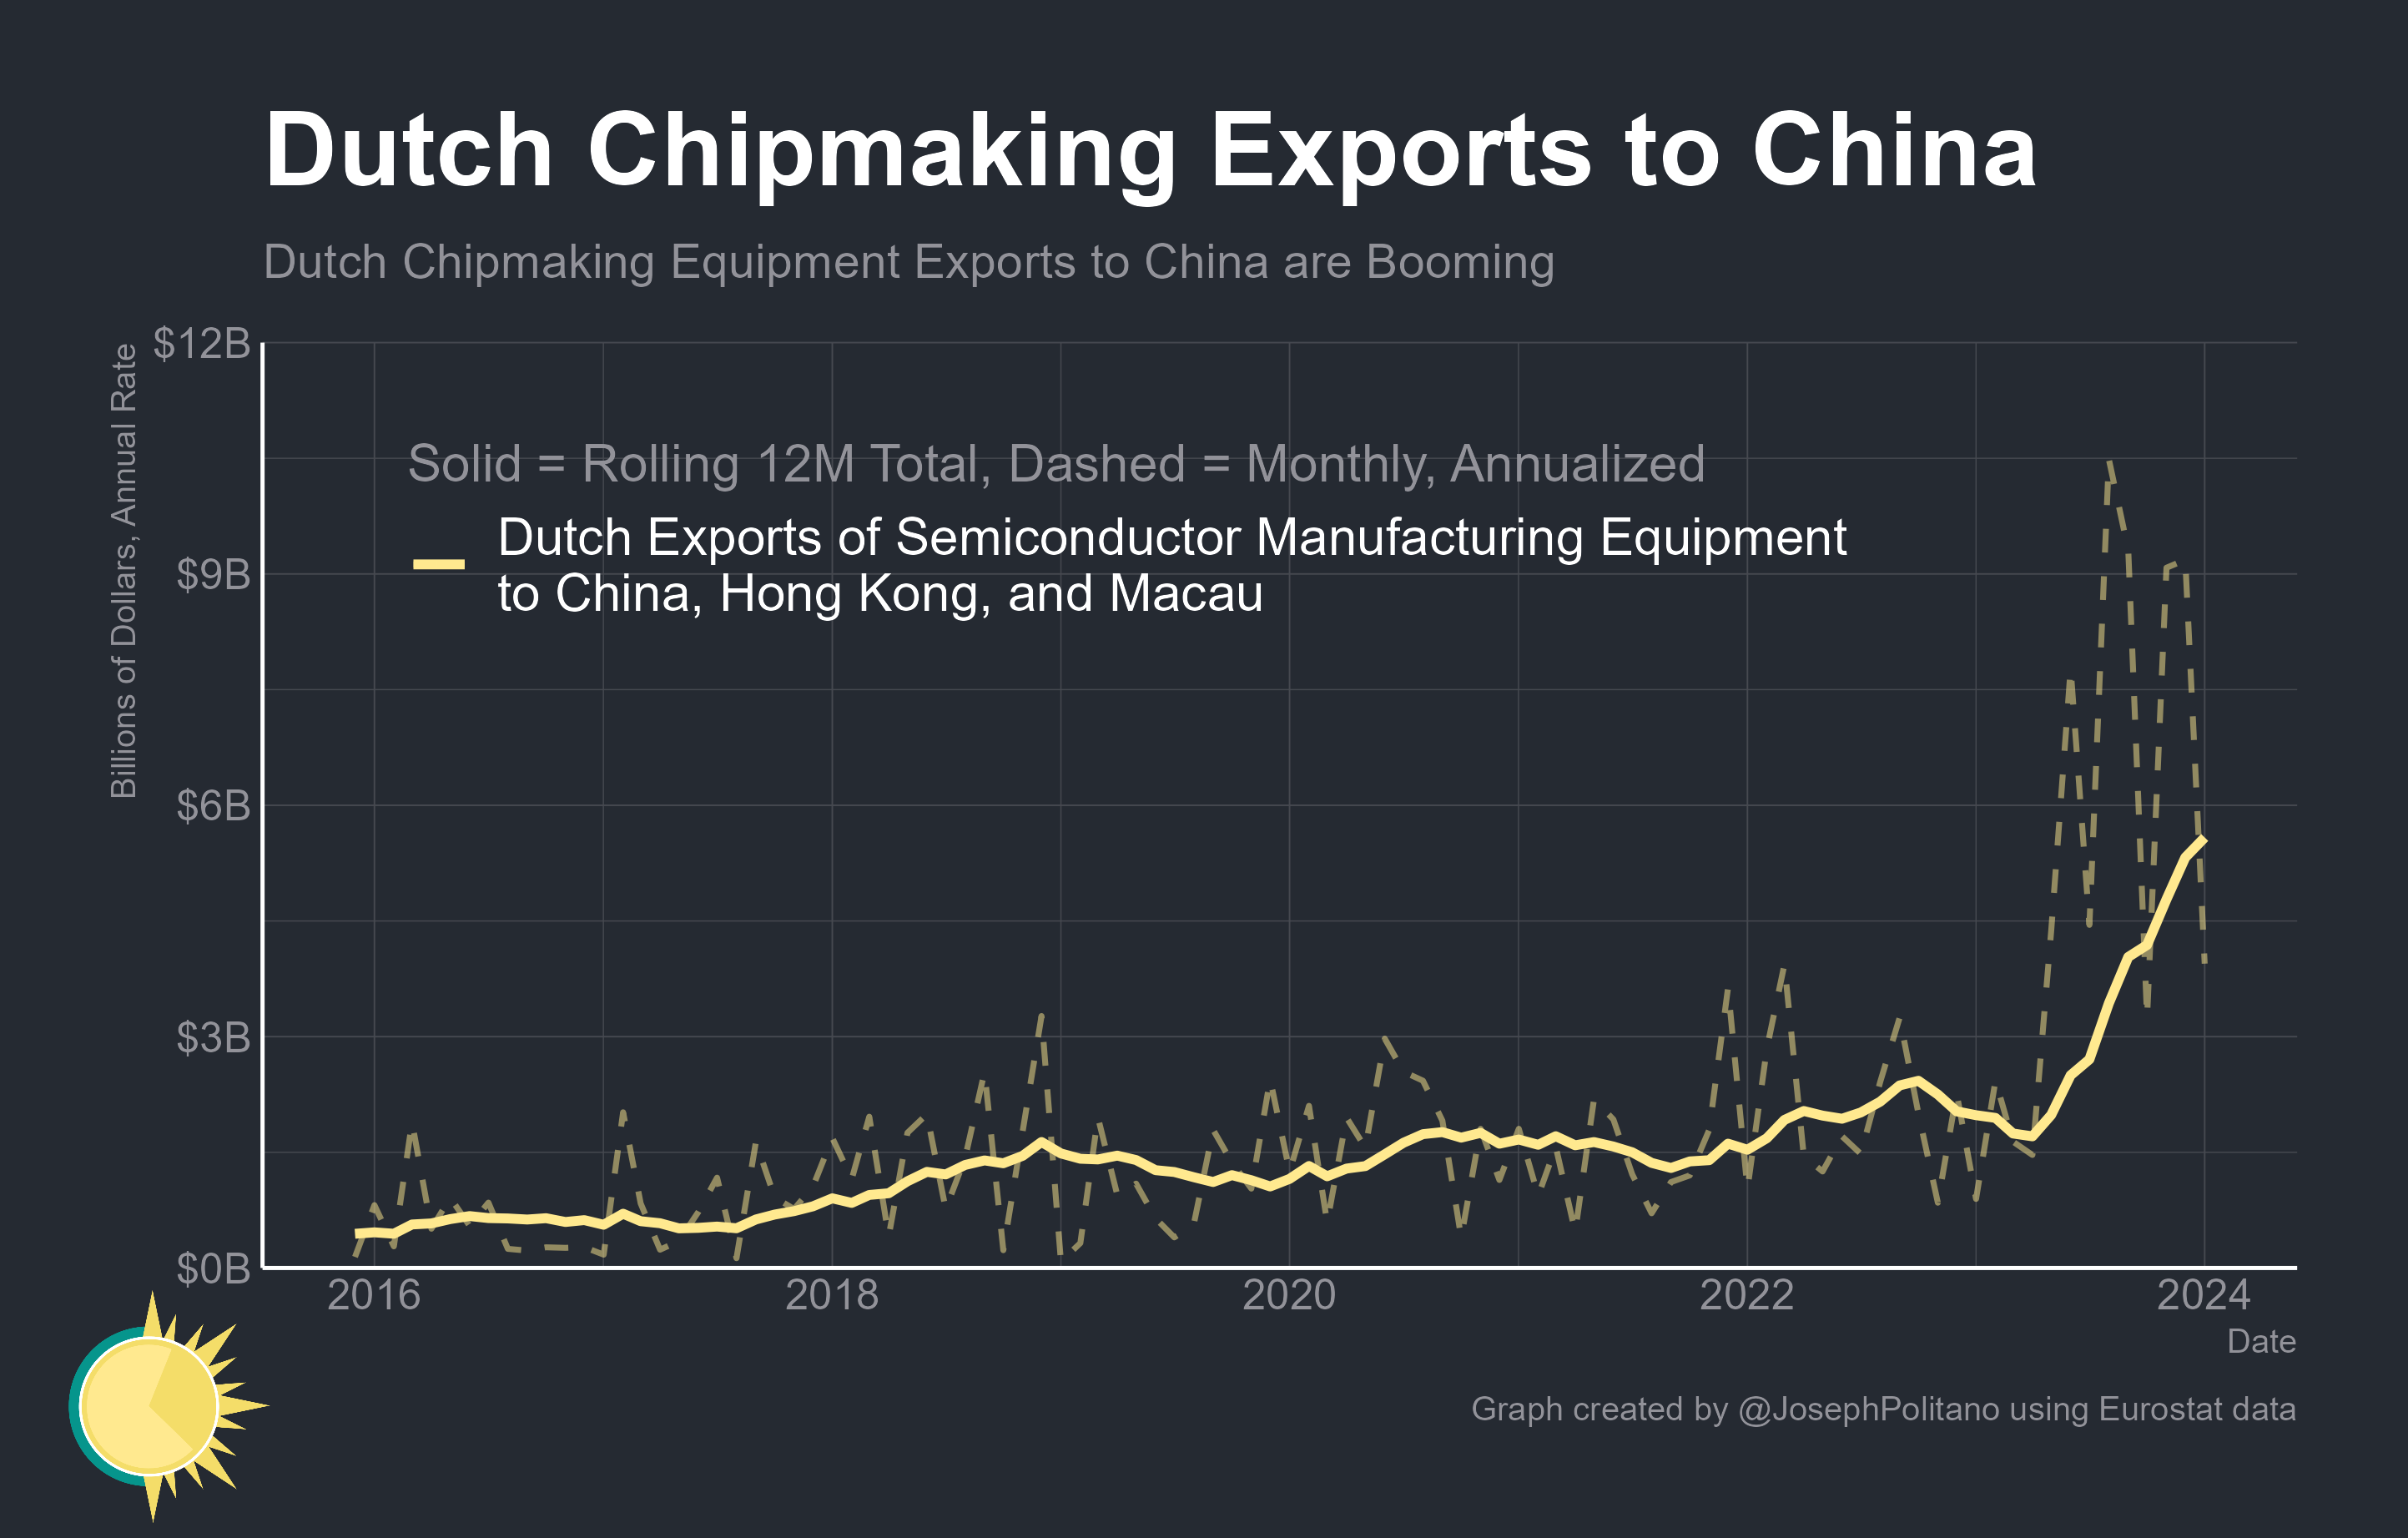 Dutch Chipmaking Exports to China
Dutch Chipmaking Equipment Exports to China are Booming
Billions of Dollars, Annual Rate
$12B
$9B
$6B
$3B
$0B
Solid = Rolling 12M Total, Dashed = Monthly, Annualized
Dutch Exports of Semiconductor Manufacturing Equipment
to China, Hong Kong, and Macau
2016
2018
2020
2022
2024
Date
Graph created by @JosephPolitano using Eurostat data